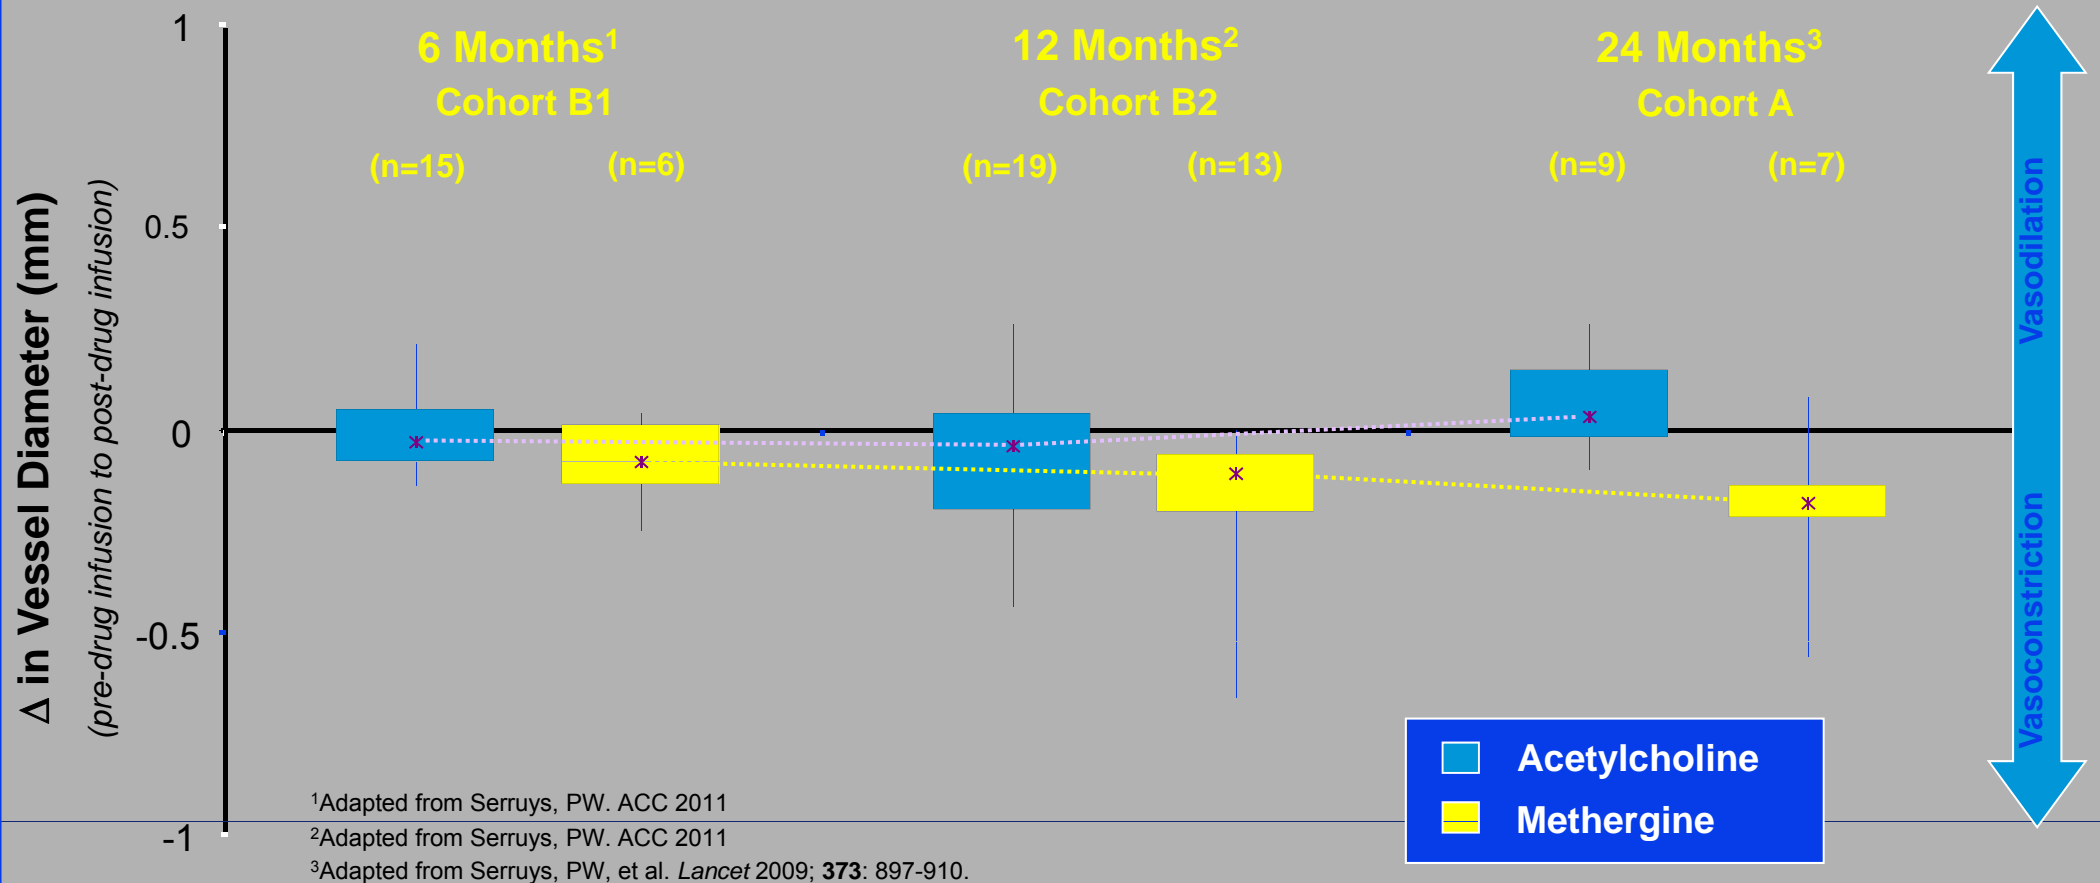 1
0.5
0
-0.5
-1
Δ in Vessel Diameter (mm)
(pre-drug infusion to post-drug infusion)
6 Months¹
Cohort B1
(n=15)
(n=6)
12 Months²
Cohort B2
(n=19)
(n=13)
24 Months³
Cohort A
(n=9)
(n=7)
Vasodilation
Vasoconstriction
Acetylcholine
Methergine
¹Adapted from Serruys, PW. ACC 2011
²Adapted from Serruys, PW. ACC 2011
³Adapted from Serruys, PW, et al. Lancet 2009; 373: 897-910.